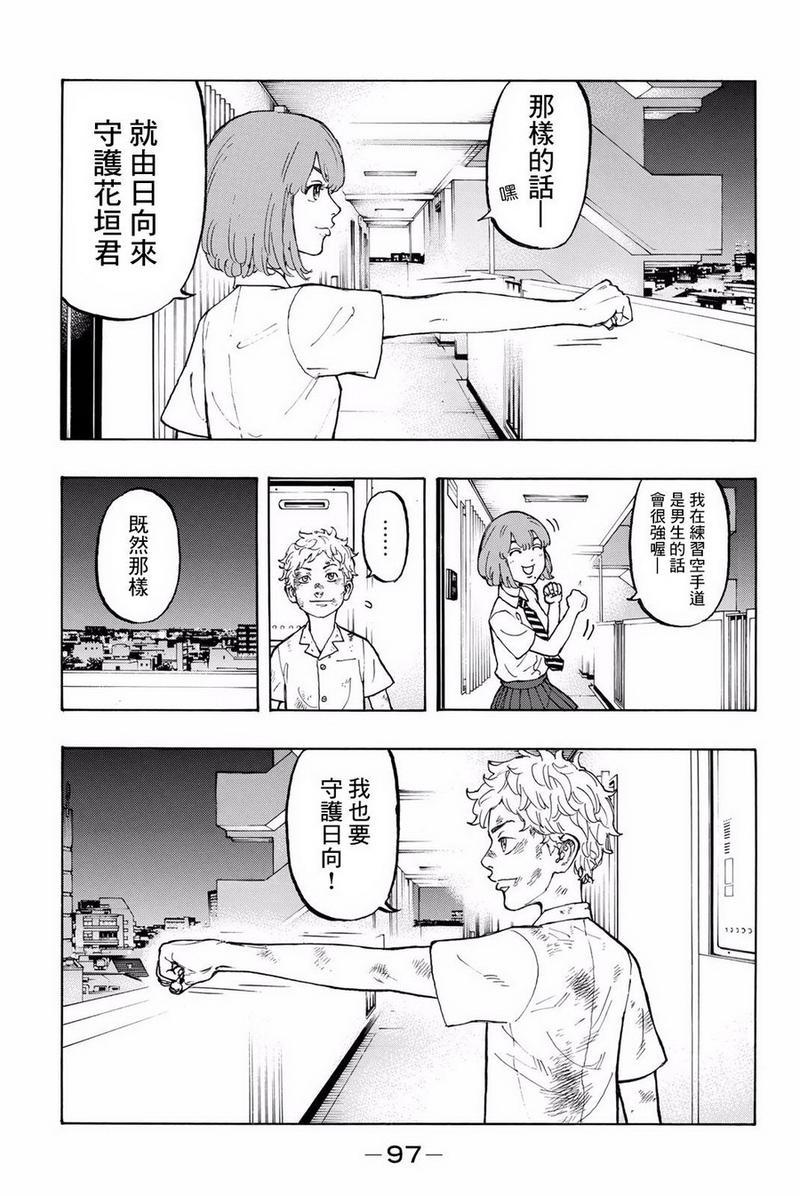 那樣的話—
嘿
就由日向來
守護花垣君
我在練習空手道
是男生的話
會很強喔—
……
既然那樣
我也要
守護日向！
—97—